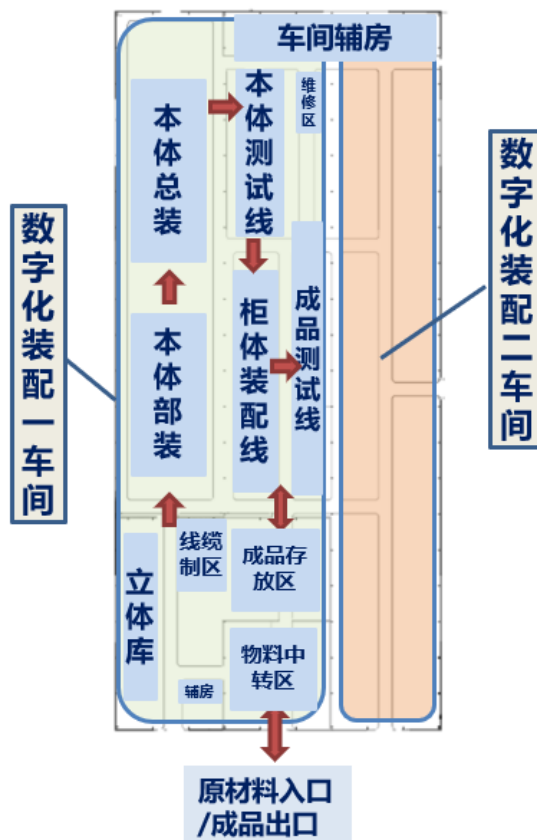 车间辅房
本体总装
本体测试线
维修区
数字化装配一车间
数字化装配二车间
本体部装
柜体装配线
成品测试线
立体库
线缆
制区
成品存
放区
物料中
转区
辅房
原材料入口
/成品出口